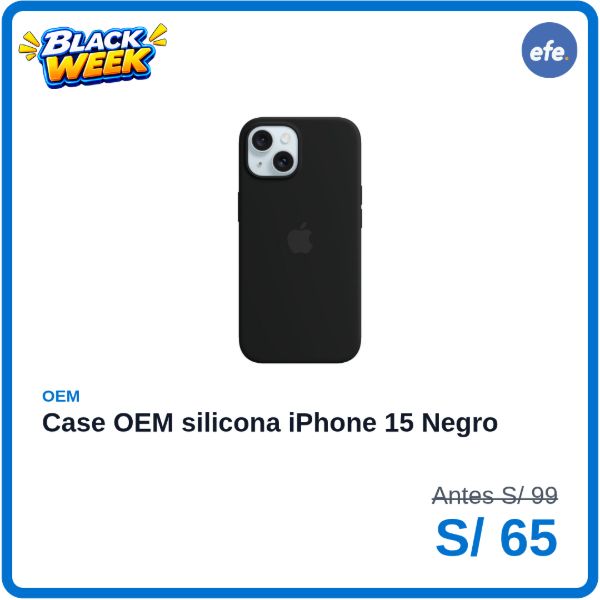 BLACK
WEEK
efe.
OEM
Case OEM silicona iPhone 15 Negro
Antes S/ 99
S/ 65